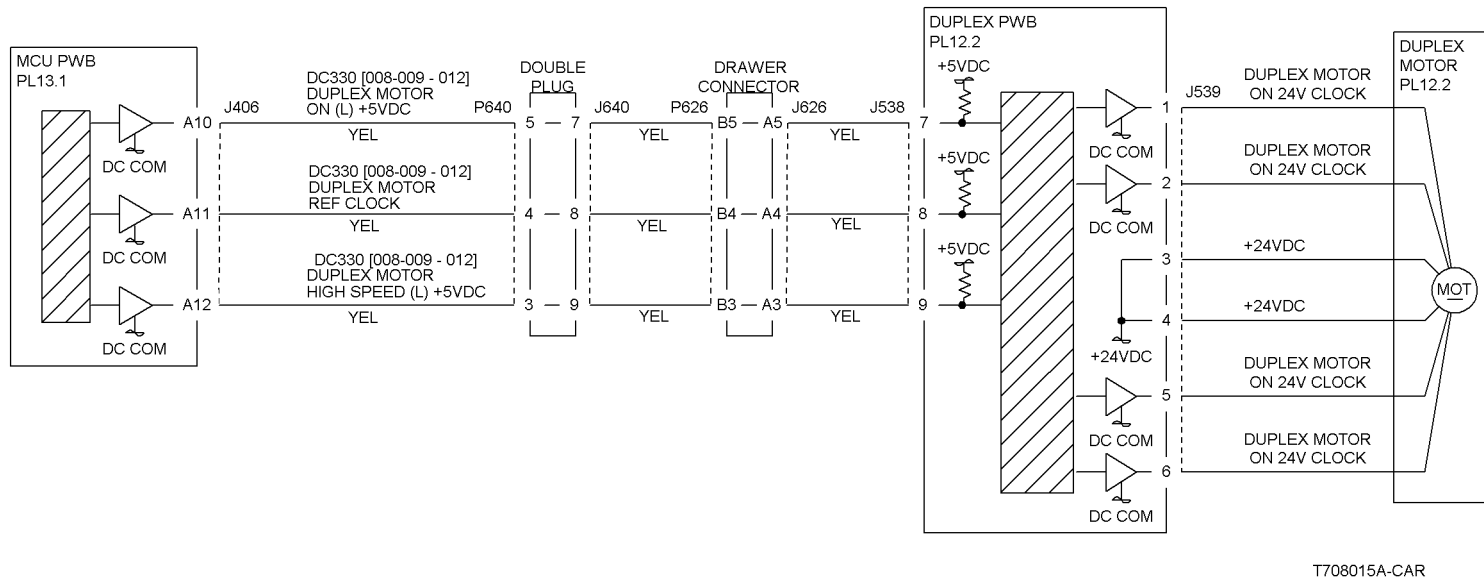 MCU PWB
PL13.1
DC COM
DC COM
DC COM
A10
A11
A12
J406
DC330 [008-009 - 012]
DUPLEX MOTOR
ON (L) +5VDC
YEL
DC330 [008-009 - 012]
DUPLEX MOTOR
REF CLOCK
YEL
DC330 [008-009 - 012]
DUPLEX MOTOR
HIGH SPEED (L) +5VDC
YEL
P640
DOUBLE
PLUG
5 7
4 8
3 9
J640
YEL
YEL
YEL
P626
DRAWER
CONNECTOR
B5 A5
B4 A4
B3 A3
J626
YEL
YEL
YEL
J538
DUPLEX PWB
PL12.2
7
8
9
+5VDC
+5VDC
+5VDC
DC COM
DC COM
+24VDC
DC COM
DC COM
1
2
3
4
5
6
J539
DUPLEX MOTOR
ON 24V CLOCK
DUPLEX MOTOR
ON 24V CLOCK
+24VDC
+24VDC
DUPLEX MOTOR
ON 24V CLOCK
DUPLEX MOTOR
ON 24V CLOCK
DUPLEX
MOTOR
PL12.2
MOT
T708015A-CAR